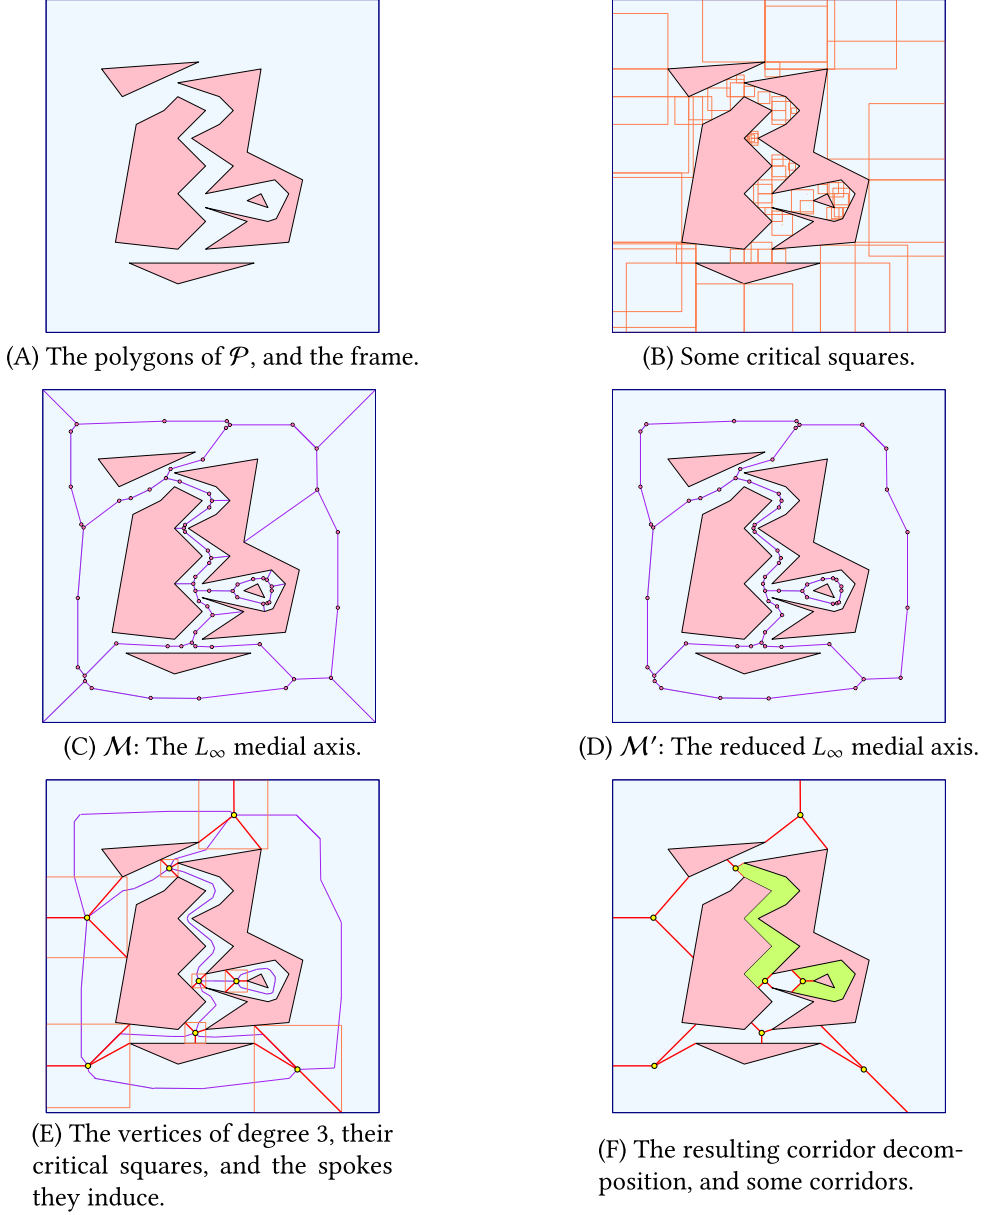 (A) The polygons of 𝒫, and the frame.
(B) Some critical squares.
(C) ℳ: The L∞ medial axis.
(D) ℳ′: The reduced L∞ medial axis.
(E) The vertices of degree 3, their
critical squares, and the spokes
they induce.
(F) The resulting corridor decom-
position, and some corridors.